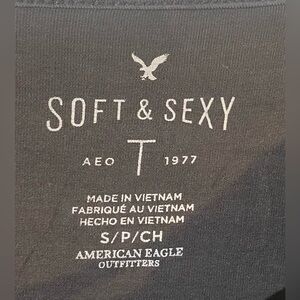 SOFT & SEXY
AEO T 1977
MADE IN VIETNAM
FABRIQUÉ AU VIETNAM
HECHO EN VIETNAM
S/P/CH
AMERICAN EAGLE
OUTFITTERS